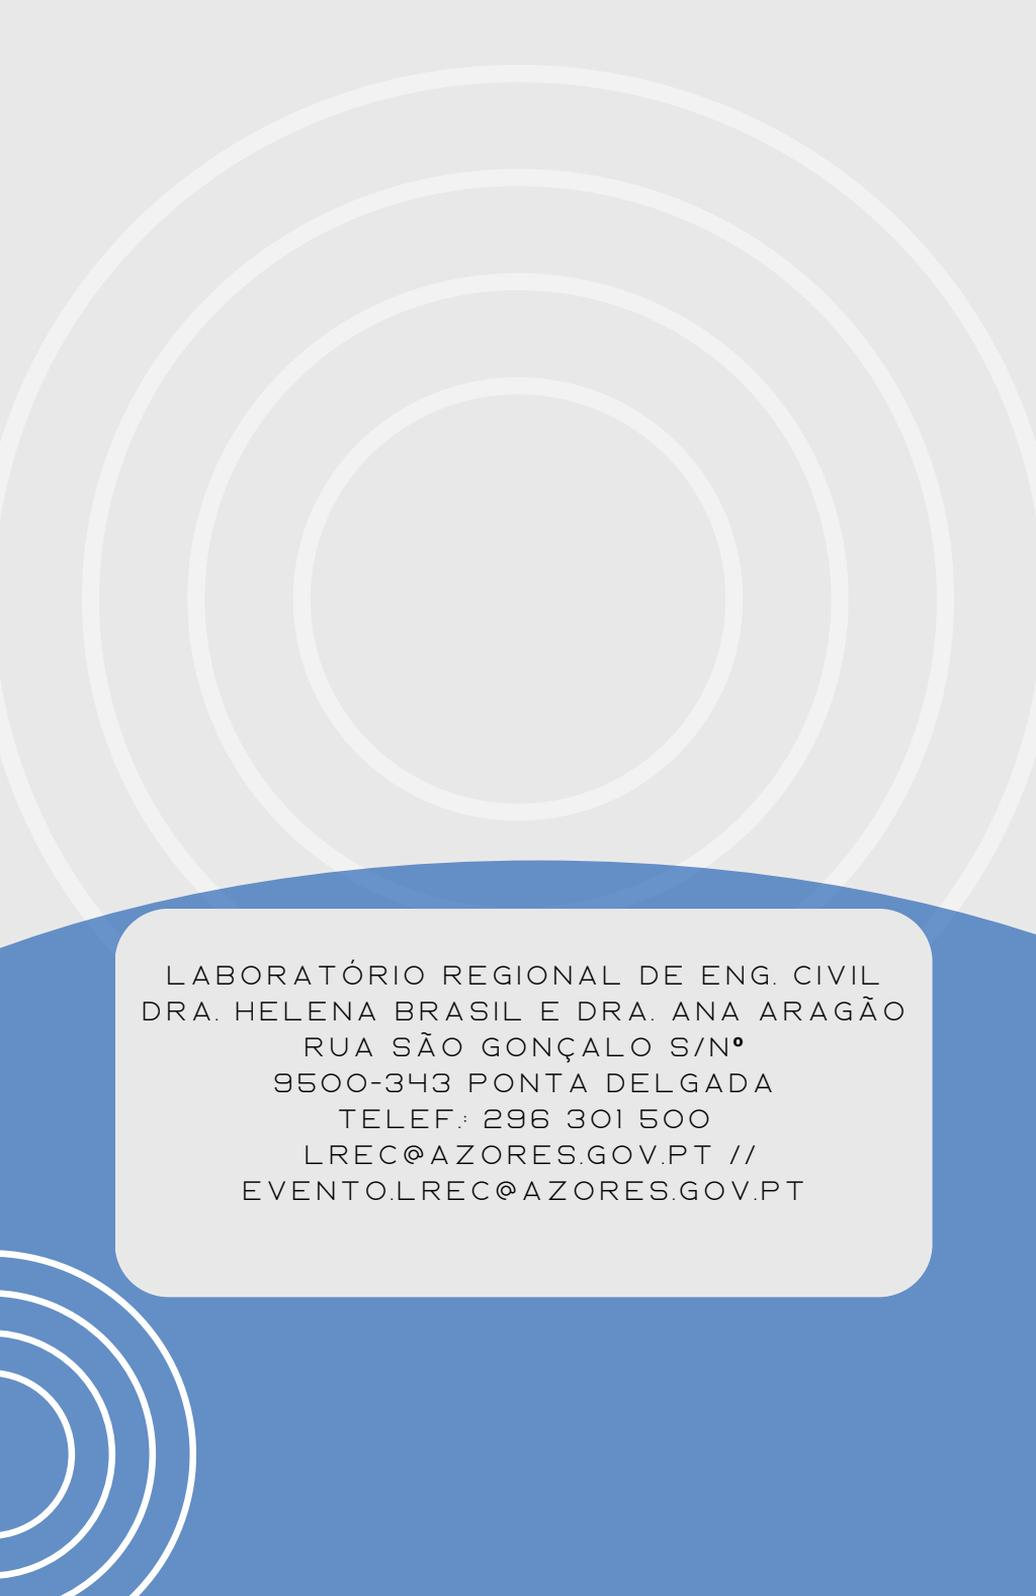 LABORATÓRIO REGIONAL DE ENG. CIVIL
DRA. HELENA BRASIL E DRA. ANA ARAGÃO
RUA SÃO GONÇALO S/Nº
9500-343 PONTA DELGADA
TELEF.: 296 301 500
LREC@AZORES.GOV.PT //
EVENTO.LREC@AZORES.GOV.PT